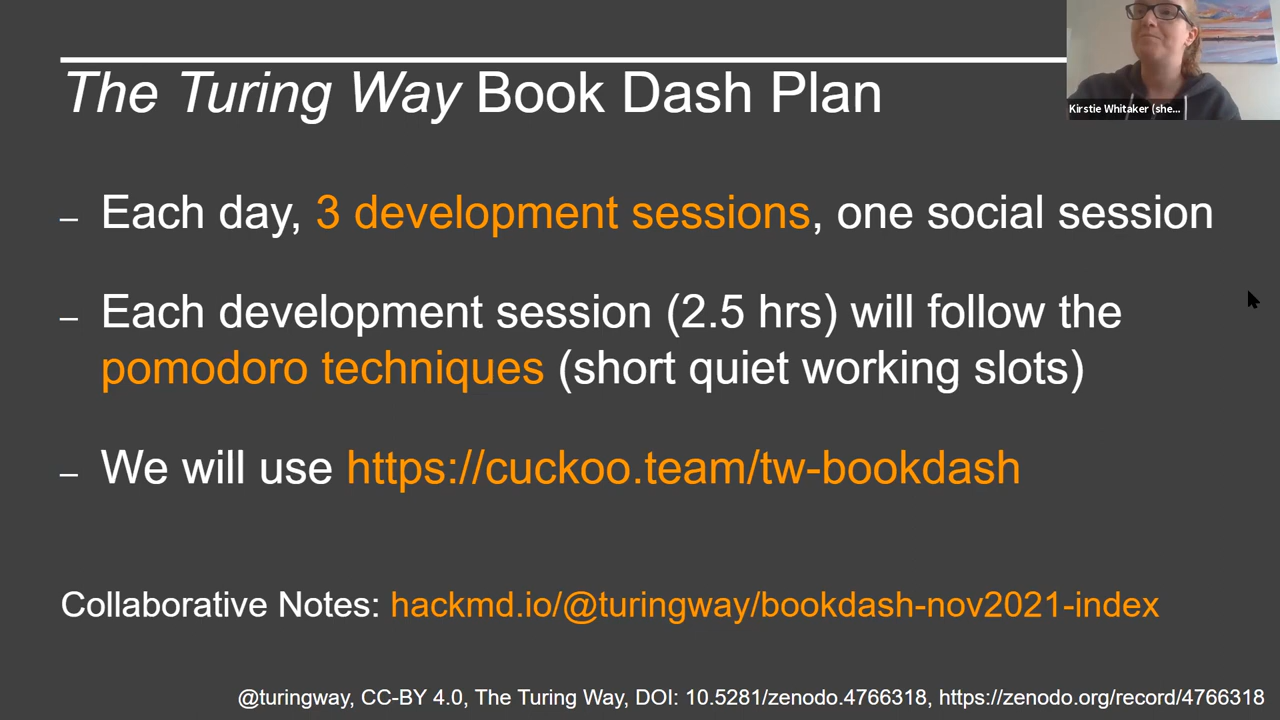 The Turing Way Book Dash Plan
Kirstie Whitaker (she...
– Each day, 3 development sessions, one social session
– Each development session (2.5 hrs) will follow the
pomodoro techniques (short quiet working slots)
– We will use https://cuckoo.team/tw-bookdash
Collaborative Notes: hackmd.io/@turingway/bookdash-nov2021-index
@turingway, CC-BY 4.0, The Turing Way, DOI: 10.5281/zenodo.4766318, https://zenodo.org/record/4766318